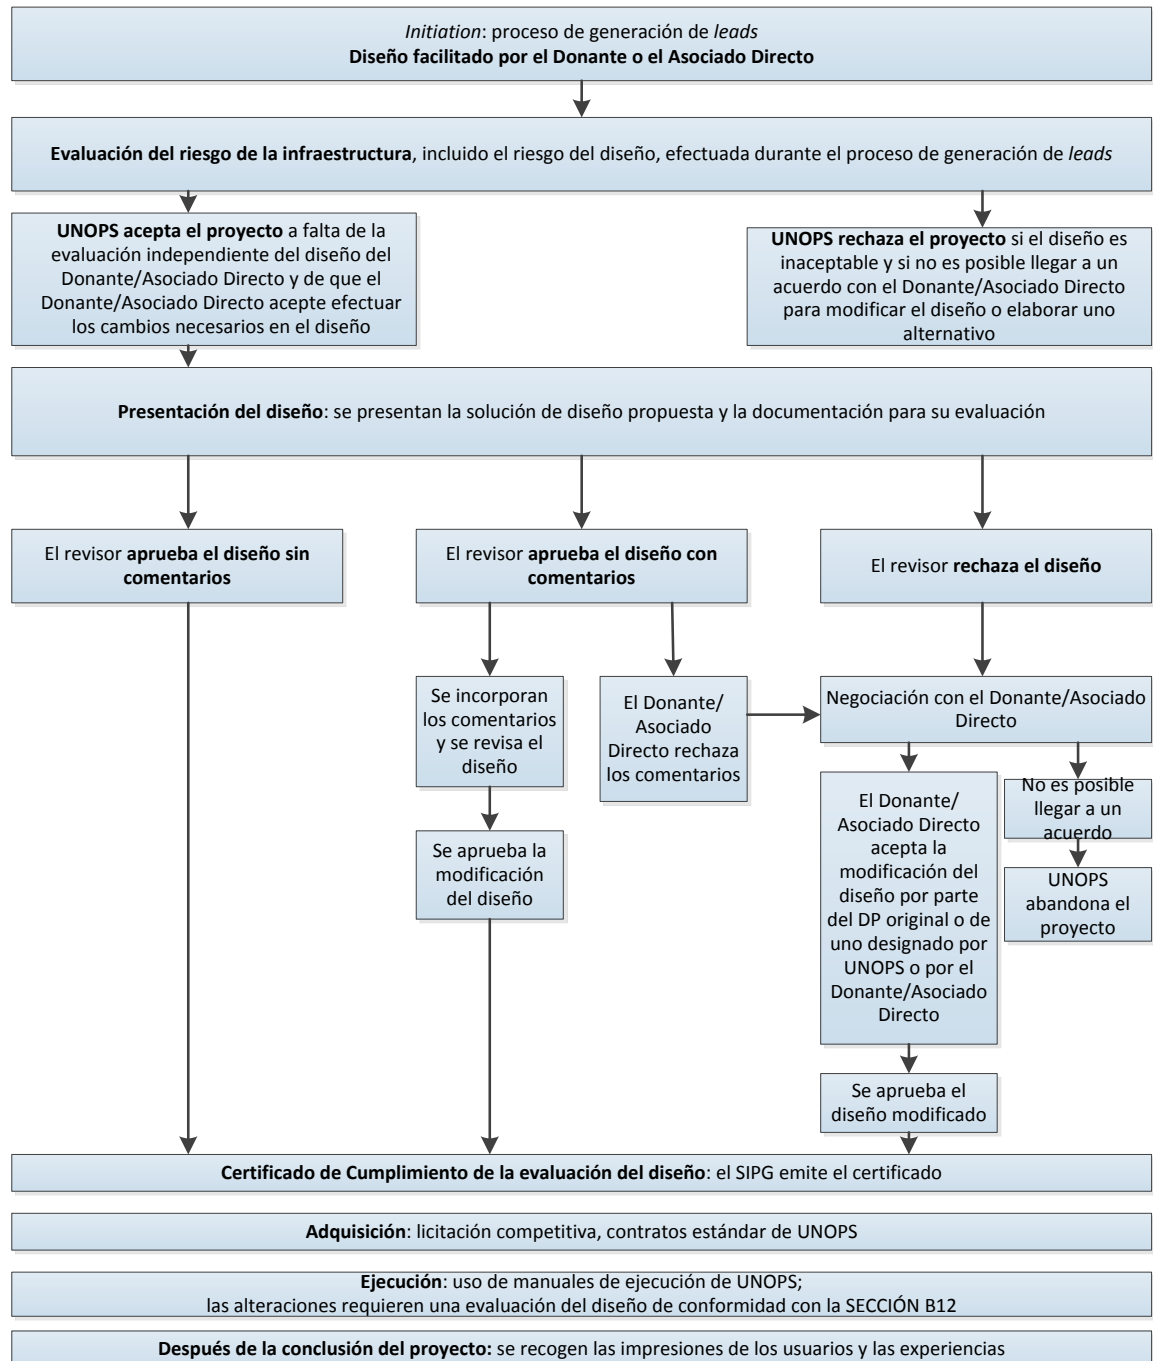 Initiation: proceso de generación de leads
Diseño facilitado por el Donante o el Asociado Directo
Evaluación del riesgo de la infraestructura, incluido el riesgo del diseño, efectuada durante el proceso de generación de leads
UNOPS acepta el proyecto a falta de la
evaluación independiente del diseño del
Donante/Asociado Directo y de que el
Donante/Asociado Directo acepte efectuar
los cambios necesarios en el diseño
UNOPS rechaza el proyecto si el diseño es
inaceptable y si no es posible llegar a un
acuerdo con el Donante/Asociado Directo
para modificar el diseño o elaborar uno
alternativo
Presentación del diseño: se presentan la solución de diseño propuesta y la documentación para su evaluación
El revisor aprueba el diseño sin
comentarios
El revisor aprueba el diseño con
comentarios
El revisor rechaza el diseño
Se incorporan
los comentarios
y se revisa el
diseño
El Donante/
Asociado
Directo rechaza
los comentarios
Negociación con el Donante/Asociado
Directo
Se aprueba la
modificación
del diseño
El Donante/
Asociado Directo
acepta la
modificación del
diseño por parte
del DP original o de
uno designado por
UNOPS o por el
Donante/Asociado
Directo
No es posible
llegar a un
acuerdo
UNOPS
abandona el
proyecto
Se aprueba el
diseño modificado
Certificado de Cumplimiento de la evaluación del diseño: el SIPG emite el certificado
Adquisición: licitación competitiva, contratos estándar de UNOPS
Ejecución: uso de manuales de ejecución de UNOPS;
las alteraciones requieren una evaluación del diseño de conformidad con la SECCIÓN B12
Después de la conclusión del proyecto: se recogen las impresiones de los usuarios y las experiencias